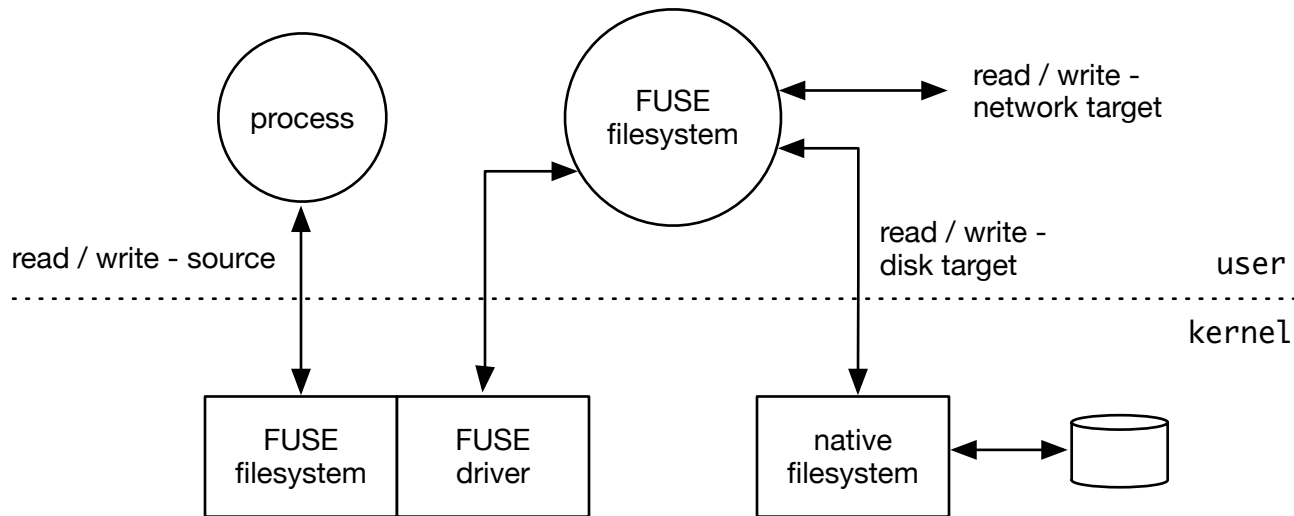 process
FUSE
filesystem
read / write -
network target
read / write - source
read / write -
disk target
user
kernel
FUSE
filesystem
FUSE
driver
native
filesystem